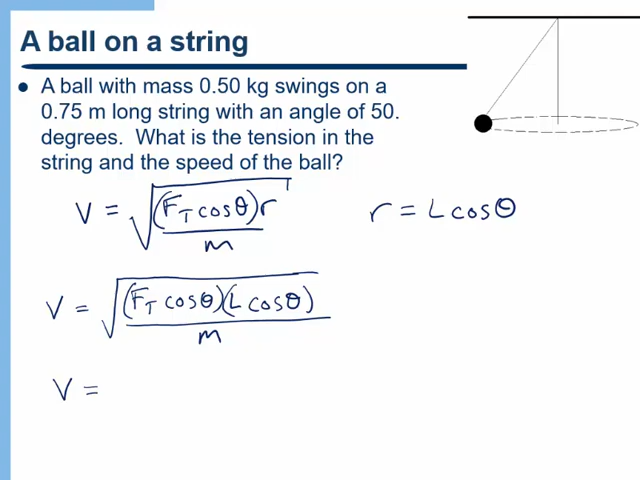 A ball on a string
A ball with mass 0.50 kg swings on a
0.75 m long string with an angle of 50.
degrees. What is the tension in the
string and the speed of the ball?
V = √((F_T cosθ)r / m)
r = L cosθ
V = √((F_T cosθ)(L cosθ) / m)
V =